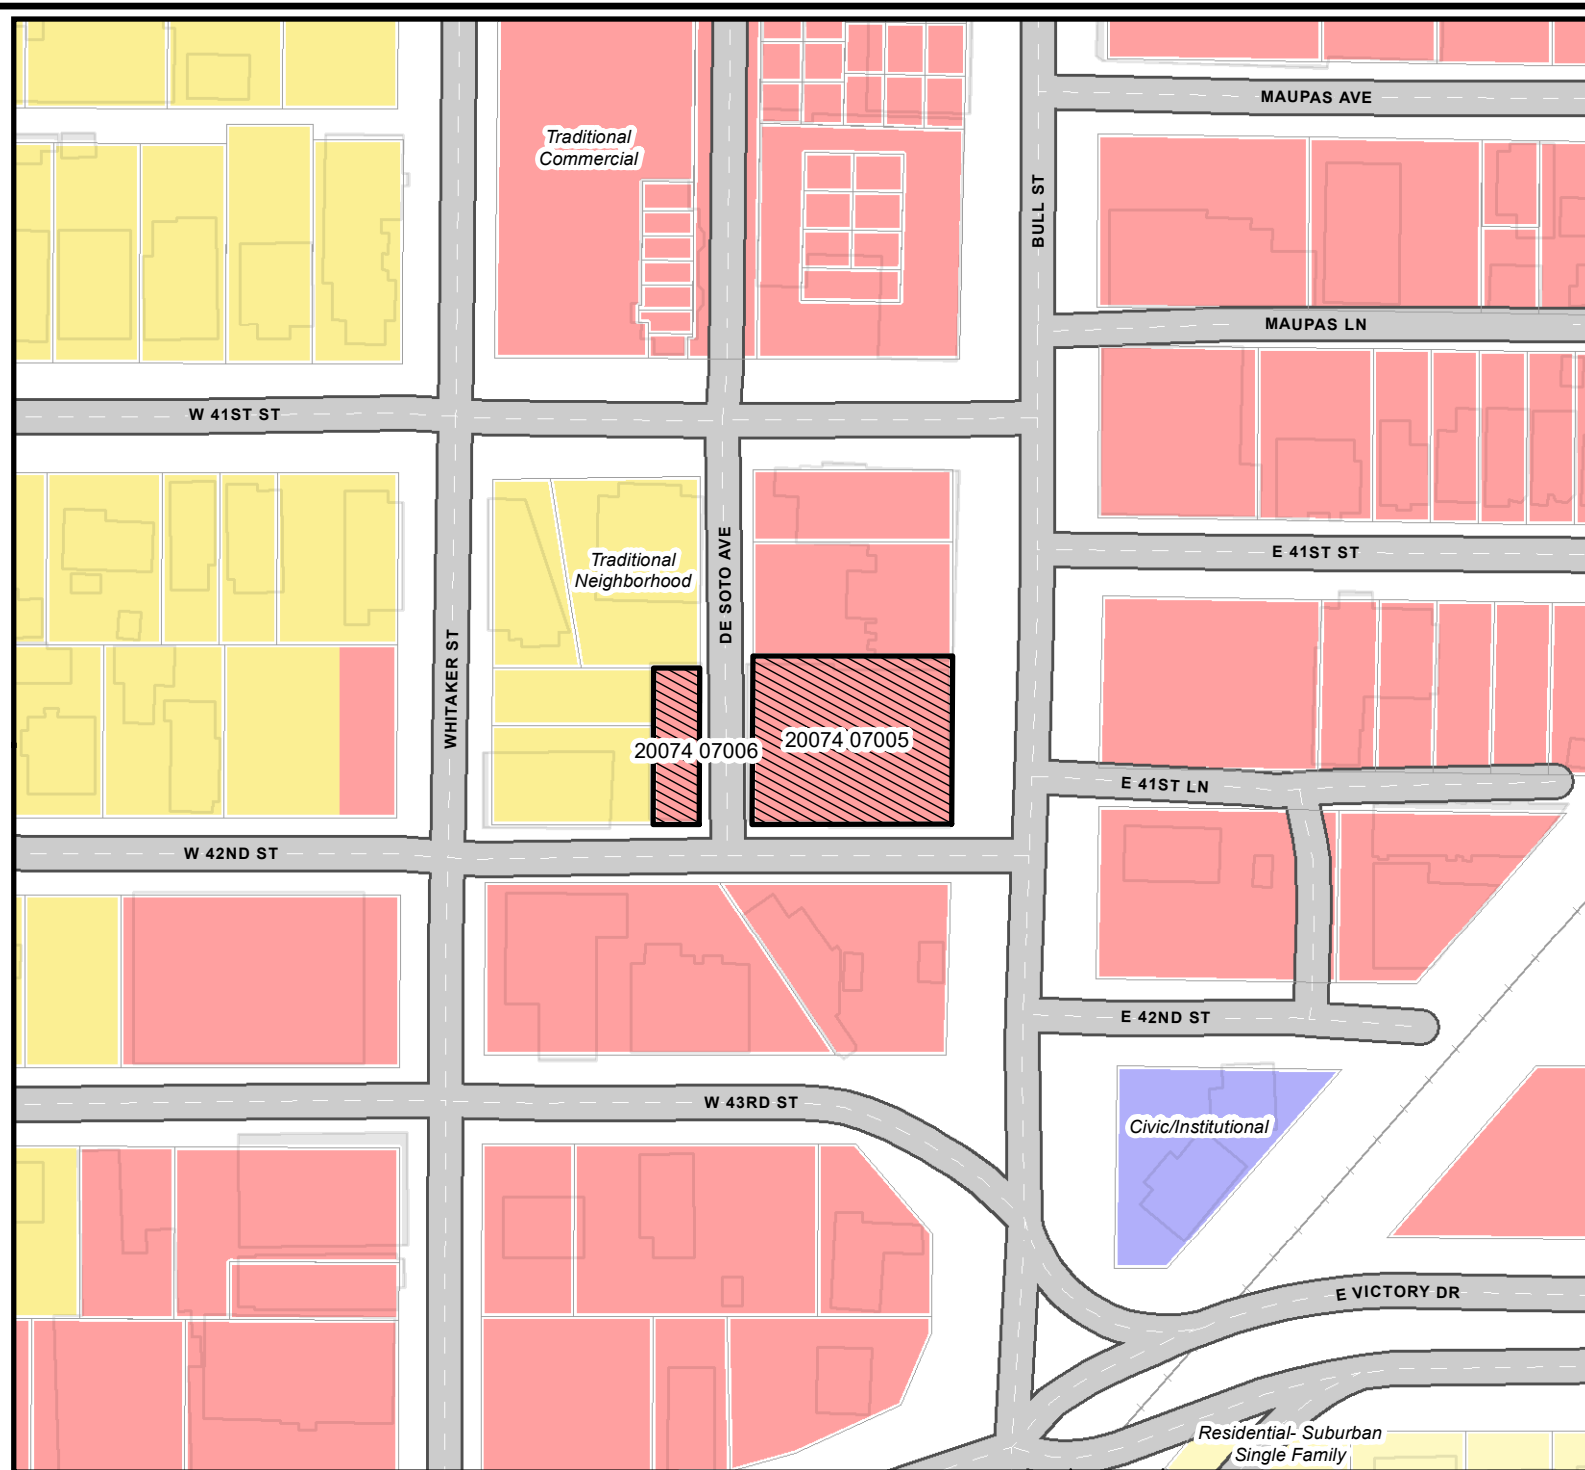 MAUPAS AVE
Traditional
Commercial
BULL ST
MAUPAS LN
W 41ST ST
E 41ST ST
Traditional
Neighborhood
DE SOTO AVE
WHITAKER ST
20074 07006
20074 07005
E 41ST LN
W 42ND ST
E 42ND ST
W 43RD ST
Civic/Institutional
E VICTORY DR
Residential- Suburban
Single Family